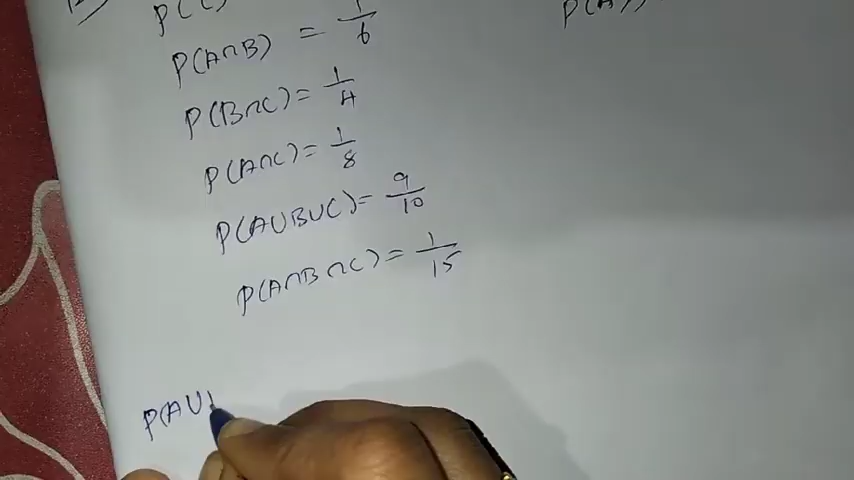 P(C)
P(A∩B) = 1/6
P(B∩C) = 1/4
P(A∩C) = 1/8
P(A∪B∪C) = 9/10
P(A∩B∩C) = 1/15
P(A∪
P(A))